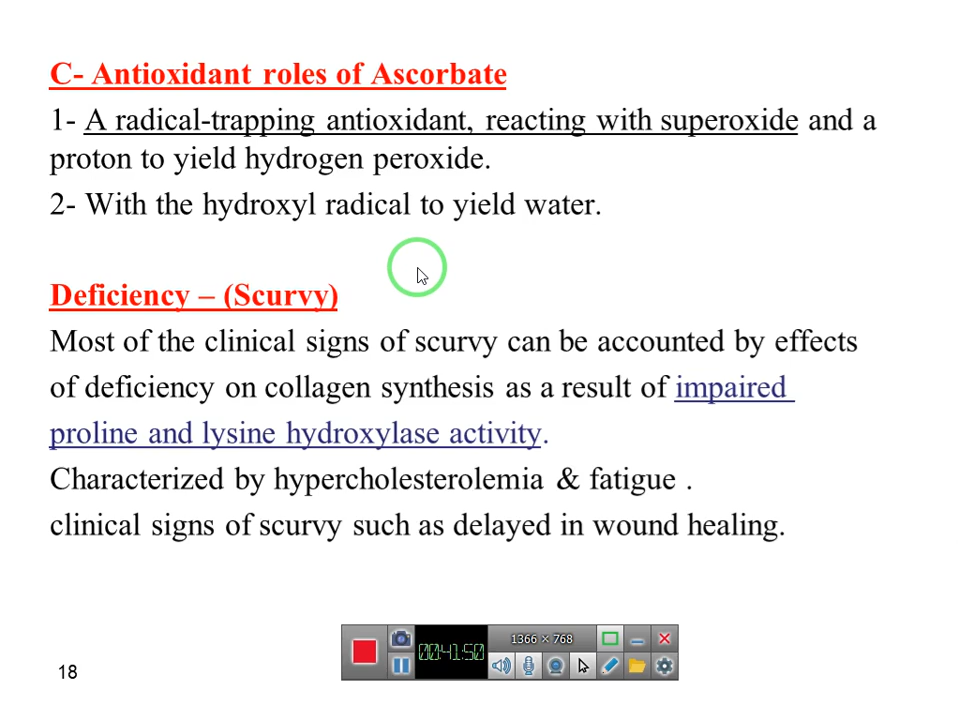 C- Antioxidant roles of Ascorbate
1- A radical-trapping antioxidant, reacting with superoxide and a
proton to yield hydrogen peroxide.
2- With the hydroxyl radical to yield water.
Deficiency – (Scurvy)
Most of the clinical signs of scurvy can be accounted by effects
of deficiency on collagen synthesis as a result of impaired
proline and lysine hydroxylase activity.
Characterized by hypercholesterolemia & fatigue .
clinical signs of scurvy such as delayed in wound healing.
1366 × 768
00:41:50
18